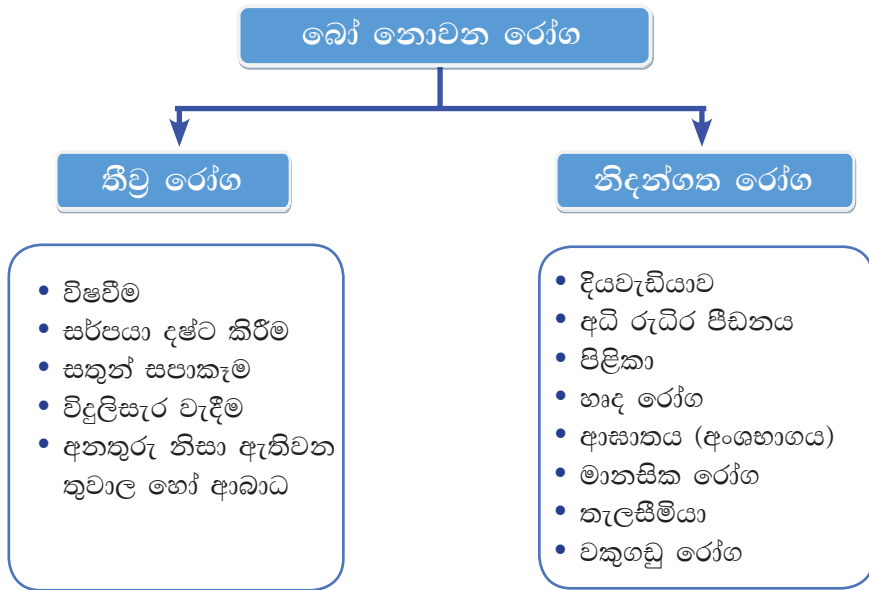 බෝ නොවන රෝග
තීව්‍ර රෝග
• විෂවීම
• සර්පයා දෂ්ට කිරීම
• සතුන් සපාකෑම
• විදුලිසැර වැදීම
• අනතුරු නිසා ඇතිවන
තුවාල හෝ ආබාධ
නිදන්ගත රෝග
• දියවැඩියාව
• අධි රුධිර පීඩනය
• පිළිකා
• හෘද රෝග
• ආඝාතය (අංශභාගය)
• මානසික රෝග
• තැලසීමියා
• වකුගඩු රෝග